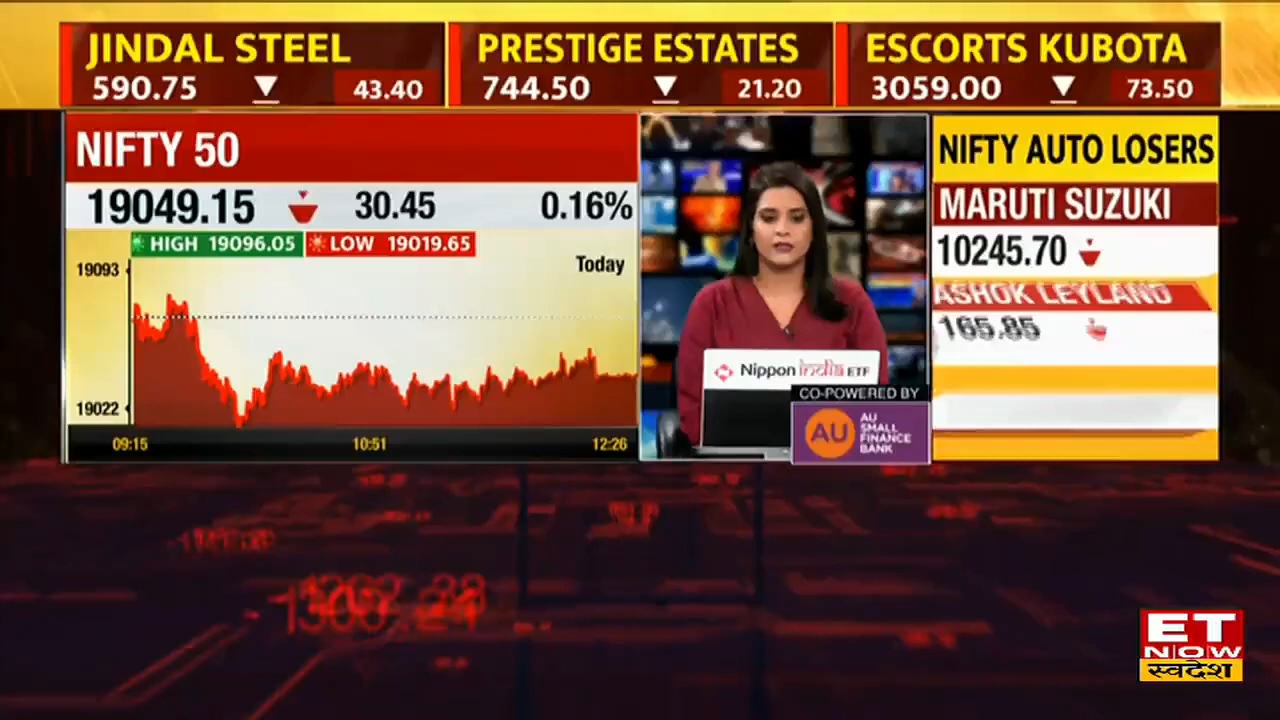 JINDAL STEEL
590.75 43.40
PRESTIGE ESTATES
744.50 21.20
ESCORTS KUBOTA
3059.00 73.50
NIFTY 50
19049.15 30.45 0.16%
HIGH 19096.05 LOW 19019.65
Today
19093
19022
09:15 10:51 12:26
Nippon india ETF
CO-POWERED BY
AU
AU
SMALL
FINANCE
BANK
NIFTY AUTO LOSERS
MARUTI SUZUKI
10245.70
ASHOK LEYLAND
165.85
ET
NOW
स्वदेश